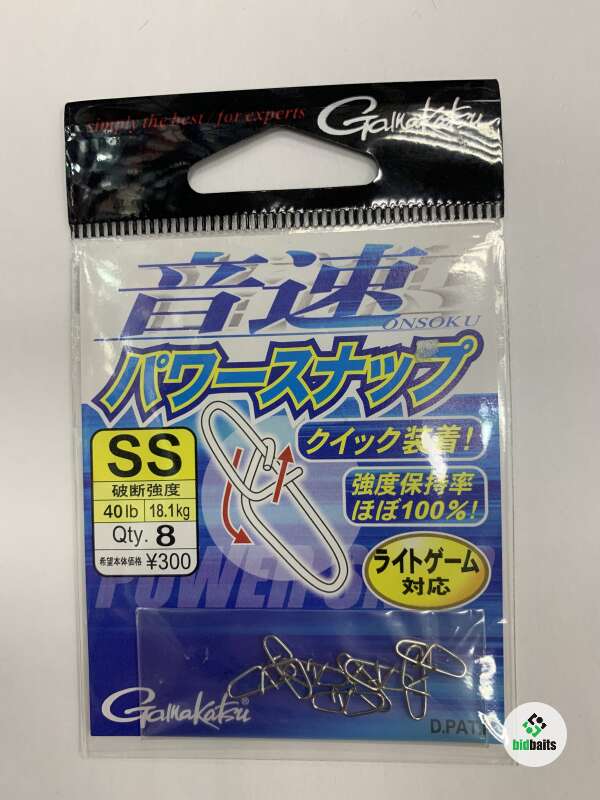 simply the best / for experts
Gamakatsu
音速
ONSOKU
パワースナップ
SS
破断強度
40lb 18.1kg
Qty. 8
希望本体価格 ¥300
クイック装着!
強度保持率
ほぼ100%!
ライトゲーム
対応
Gamakatsu®
D.PAT.
bidbaits